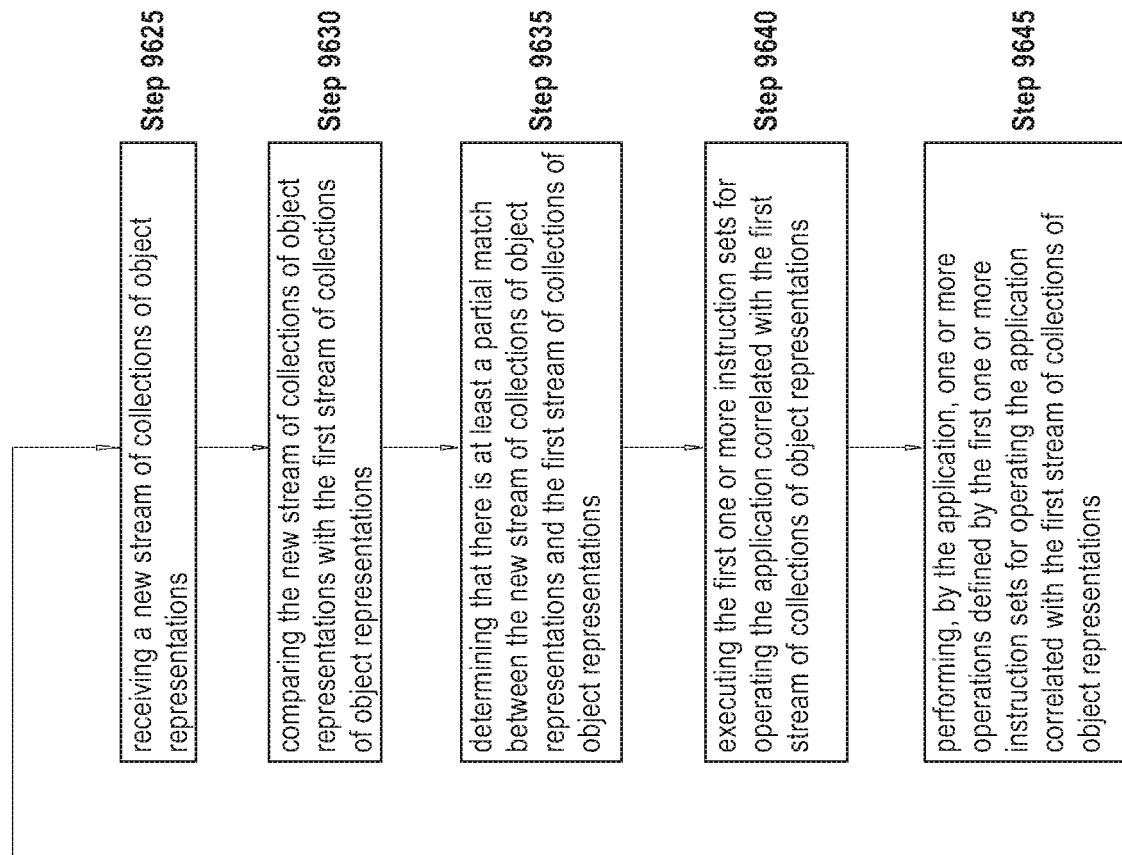 receiving a new stream of collections of object
representations
Step 9625
comparing the new stream of collections of object
representations with the first stream of collections
of object representations
Step 9630
determining that there is at least a partial match
between the new stream of collections of object
representations and the first stream of collections of
object representations
Step 9635
executing the first one or more instruction sets for
operating the application correlated with the first
stream of collections of object representations
Step 9640
performing, by the application, one or more
operations defined by the first one or more
instruction sets for operating the application
correlated with the first stream of collections of
object representations
Step 9645